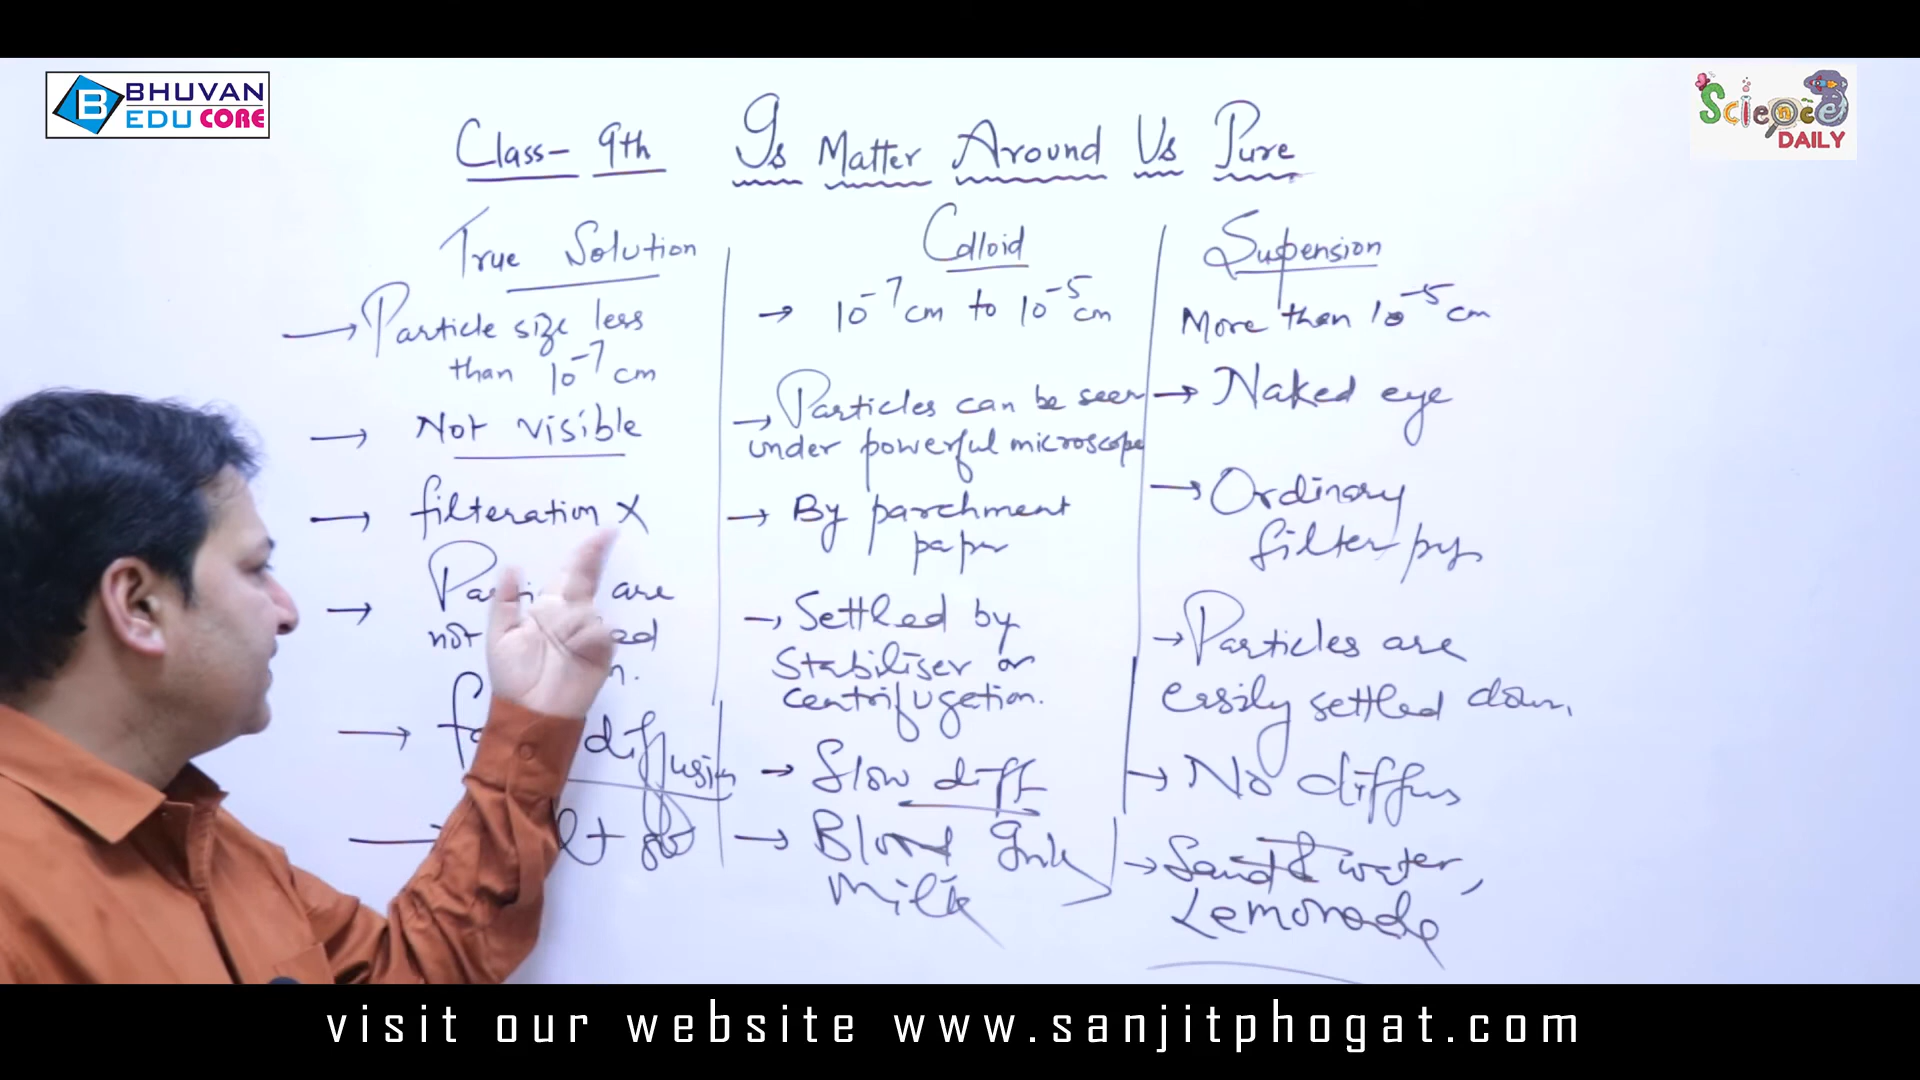 BHUVAN
EDU CORE
Science
DAILY
Class- 9th Is Matter Around Us Pure
True Solution
Particle size less
than 10⁻⁷ cm
Not visible
filteration X
are
not
diffusion
Colloid
10⁻⁷ cm to 10⁻⁵ cm
Particles can be seen
under powerful microscope
By parchment
paper
Settled by
Stabiliser or
centrifugetion.
Slow diff
Blood Ink
Milk
Suspension
More than 10⁻⁵ cm
Naked eye
Ordinary
filter
Particles are
easily settled down.
No diffus
Sand & water,
Lemonade
visit our website www.sanjitphogat.com